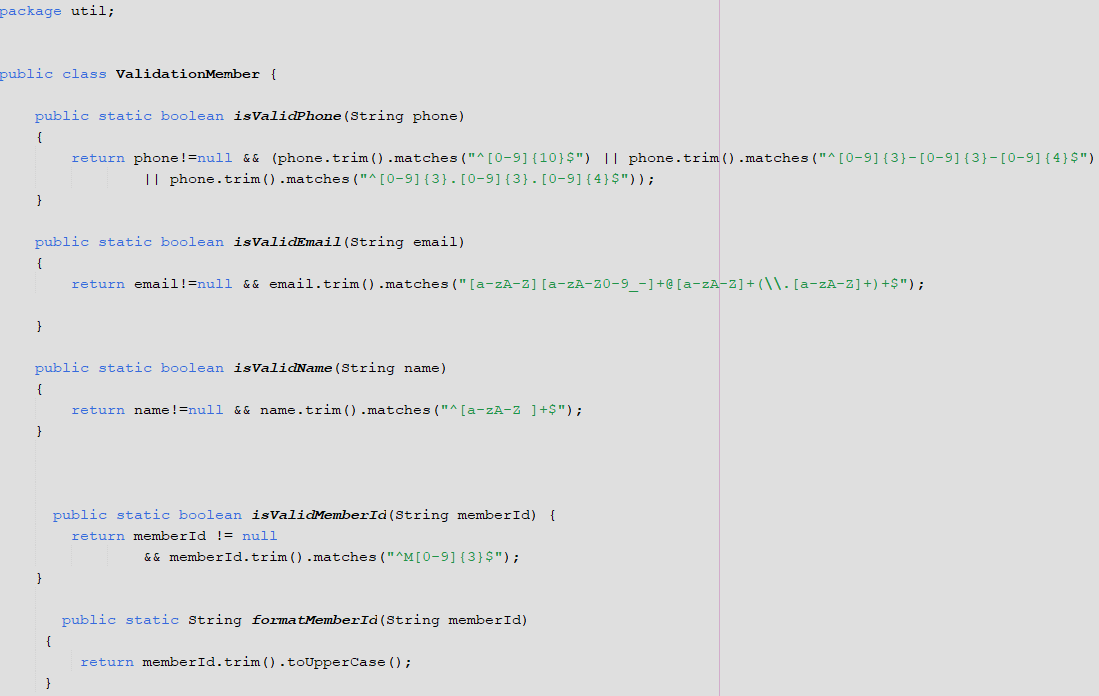 package util;
public class ValidationMember {
public static boolean isValidPhone(String phone)
{
return phone!=null && (phone.trim().matches("^[0-9]{10}$") || phone.trim().matches("^[0-9]{3}-[0-9]{3}-[0-9]{4}$")
|| phone.trim().matches("^[0-9]{3}.[0-9]{3}.[0-9]{4}$"));
}
public static boolean isValidEmail(String email)
{
return email!=null && email.trim().matches("[a-zA-Z][a-zA-Z0-9_-]+@[a-zA-Z]+(\\.[a-zA-Z]+)+$");
}
public static boolean isValidName(String name)
{
return name!=null && name.trim().matches("^[a-zA-Z ]+$");
}
public static boolean isValidMemberId(String memberId) {
return memberId != null
&& memberId.trim().matches("^M[0-9]{3}$");
}
public static String formatMemberId(String memberId)
{
return memberId.trim().toUpperCase();
}